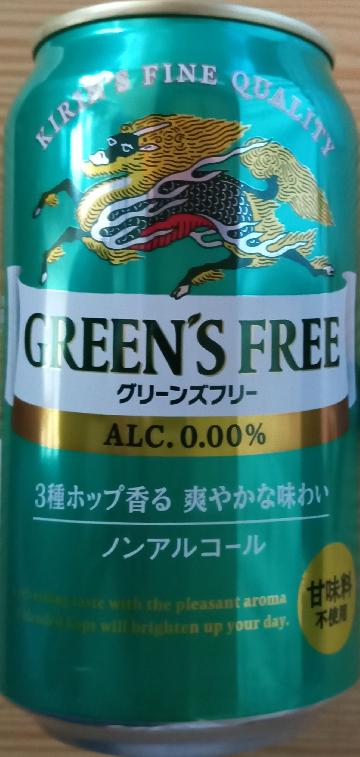 KIRIN'S FINE QUALITY
GREEN'S FREE
グリーンズフリー
ALC. 0.00%
3種ホップ香る 爽やかな味わい
ノンアルコール
taste with the pleasant aroma
hops will brighten up your day.
甘味料
不使用